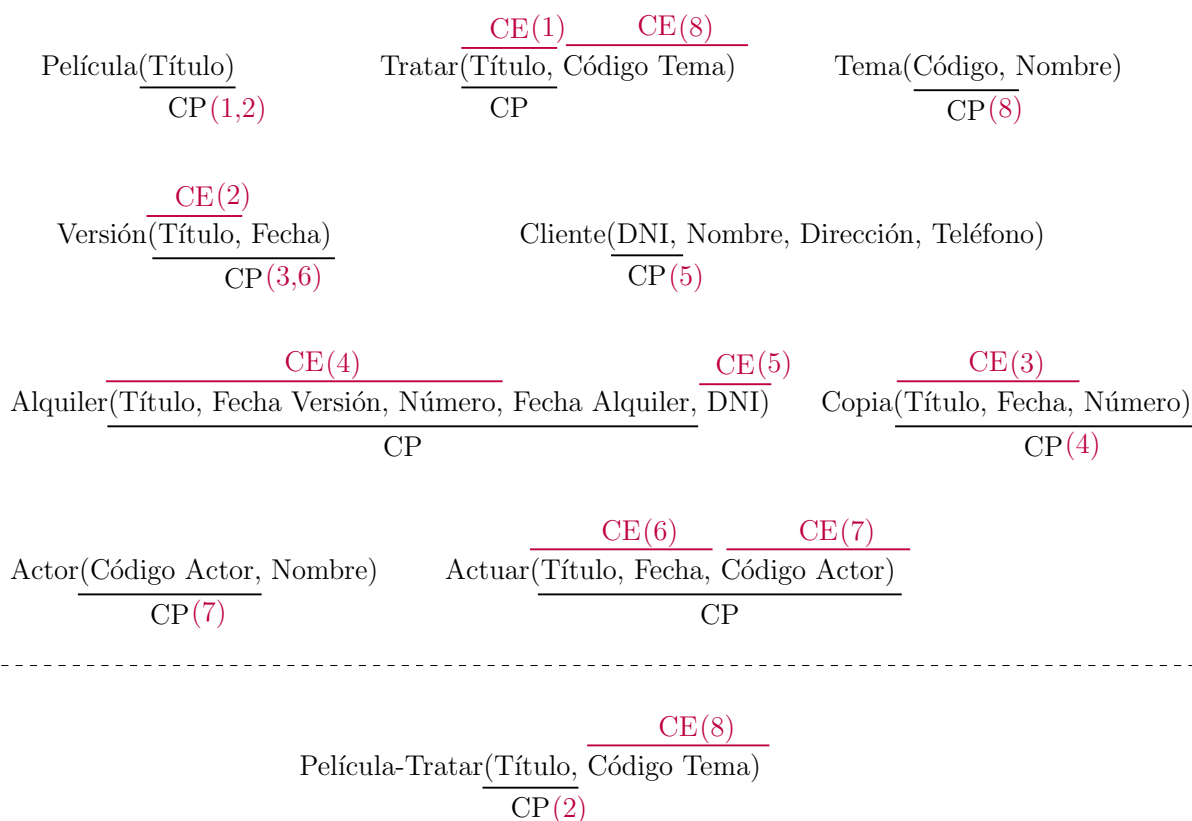 CE(1) CE(8)
Película(Título) Tratar(Título, Código Tema) Tema(Código, Nombre)
CP(1,2) CP CP(8)
CE(2)
Versión(Título, Fecha) Cliente(DNI, Nombre, Dirección, Teléfono)
CP(3,6) CP(5)
CE(4) CE(5) CE(3)
Alquiler(Título, Fecha Versión, Número, Fecha Alquiler, DNI) Copia(Título, Fecha, Número)
CP CP(4)
CE(6) CE(7)
Actor(Código Actor, Nombre) Actuar(Título, Fecha, Código Actor)
CP(7) CP
CE(8)
Película-Tratar(Título, Código Tema)
CP(2)